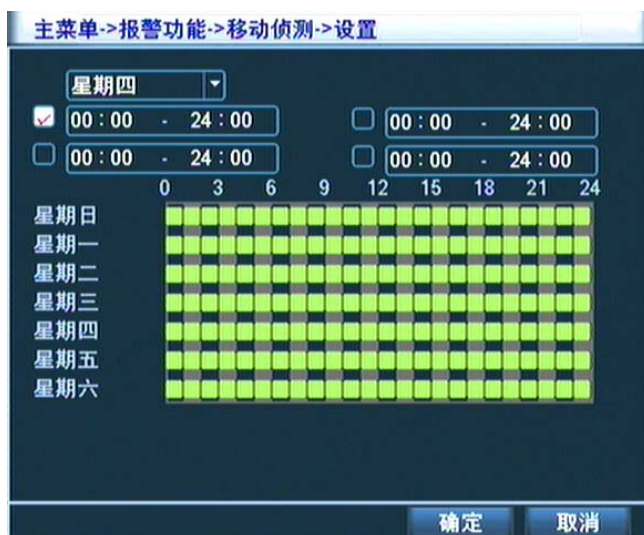 主菜单->报警功能->移动侦测->设置
星期四
00:00 - 24:00 00:00 - 24:00
00:00 - 24:00 00:00 - 24:00
0 3 6 9 12 15 18 21 24
星期日
星期一
星期二
星期三
星期四
星期五
星期六
确定 取消